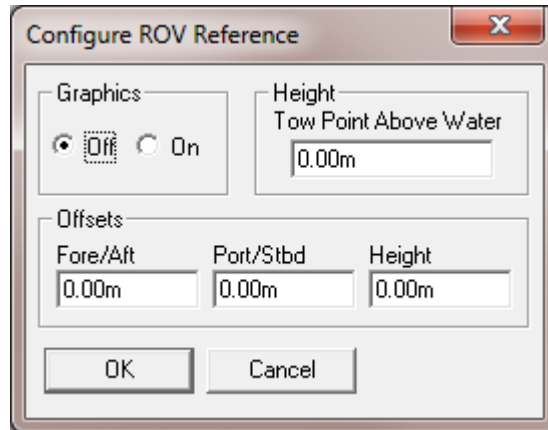 Configure ROV Reference
Graphics
Off On
Height
Tow Point Above Water
0.00m
Offsets
Fore/Aft Port/Stbd Height
0.00m 0.00m 0.00m
OK Cancel